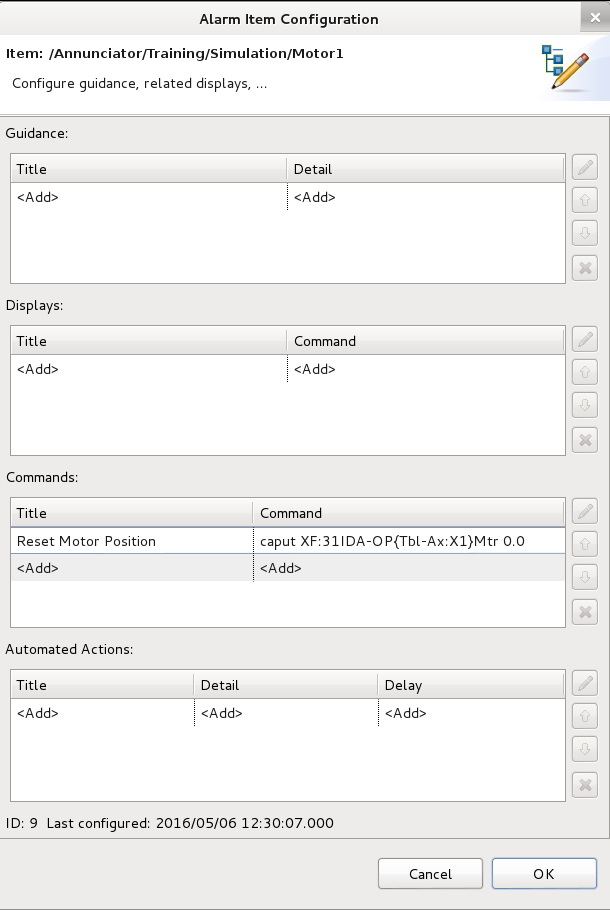 Alarm Item Configuration
Item: /Annunciator/Training/Simulation/Motor1
Configure guidance, related displays, ...
Guidance:
Title Detail
<Add> <Add>
Displays:
Title Command
<Add> <Add>
Commands:
Title Command
Reset Motor Position caput XF:31IDA-OP{Tbl-Ax:X1}Mtr 0.0
<Add> <Add>
Automated Actions:
Title Detail Delay
<Add> <Add> <Add>
ID: 9 Last configured: 2016/05/06 12:30:07.000
Cancel OK